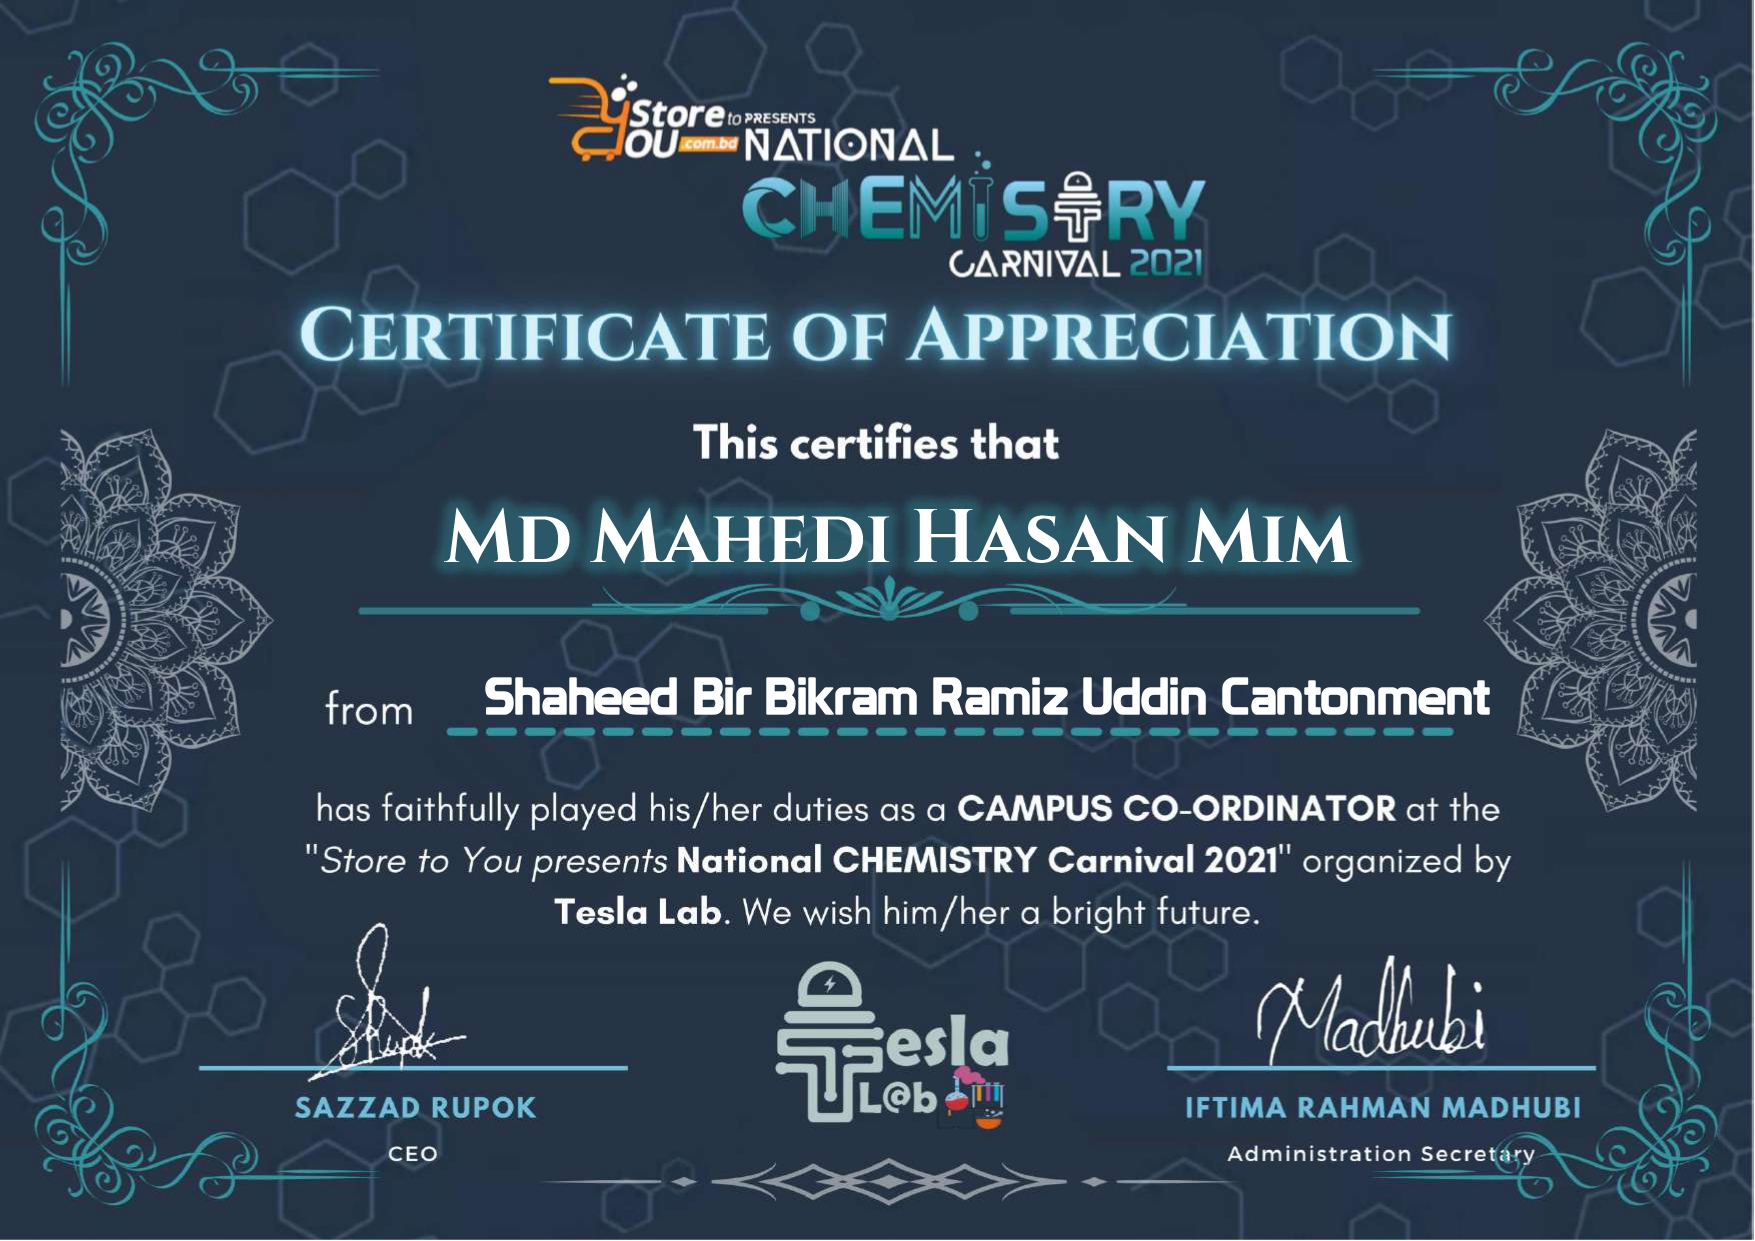 Store to PRESENTS
YOU .com.bd NATIONAL
CHEMISTRY
CARNIVAL 2021
CERTIFICATE OF APPRECIATION
This certifies that
MD MAHEDI HASAN MIM
from Shaheed Bir Bikram Ramiz Uddin Cantonment
has faithfully played his/her duties as a CAMPUS CO-ORDINATOR at the
"Store to You presents National CHEMISTRY Carnival 2021" organized by
Tesla Lab. We wish him/her a bright future.
Rupok
Madhubi
Tesla
L@b
SAZZAD RUPOK
IFTIMA RAHMAN MADHUBI
CEO
Administration Secretary